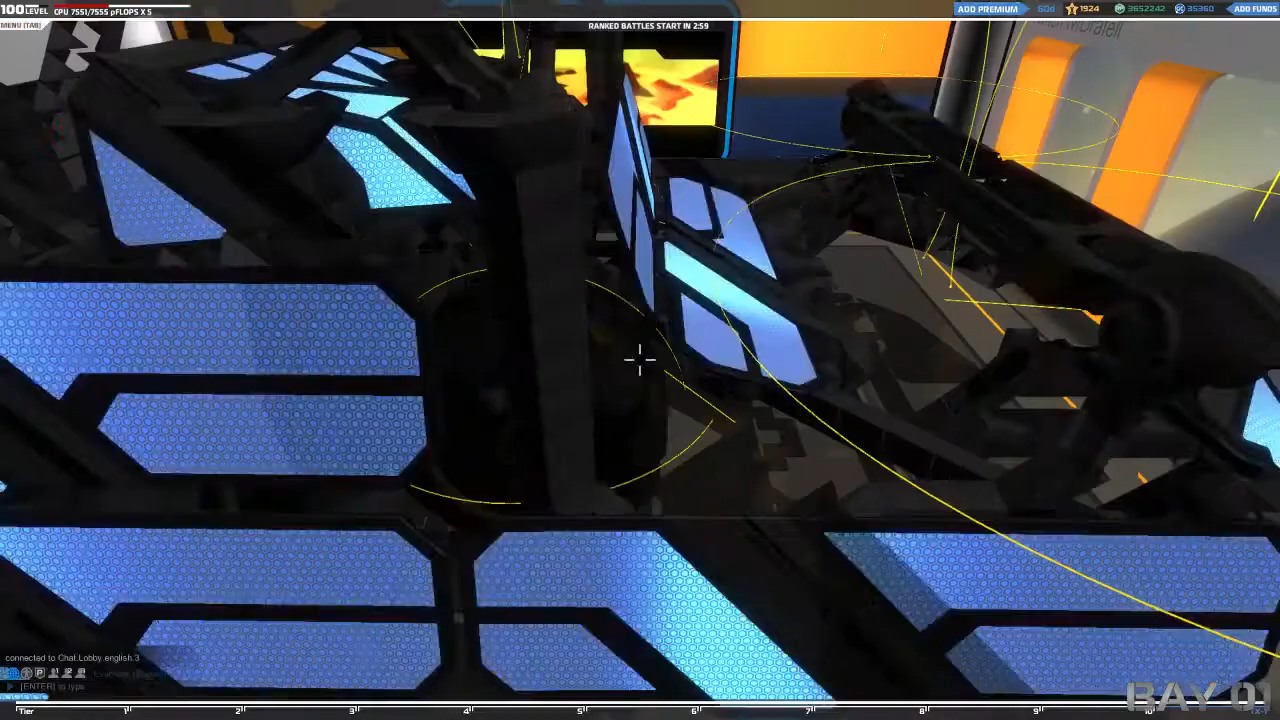 100 LEVEL CPU 7551/7555 pFLOPS X 5
ADD PREMIUM 60d 1924 3652242 35360 ADD FUNDS
MENU (TAB)
RANKED BATTLES START IN 2:59
connected to Chat.Lobby.english.3
[ENTER] to type
BAY 01
Tier 1 2 3 4 5 6 7 8 9 10